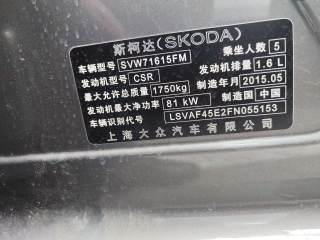 斯柯达(SKODA) 乘坐人数 5
车辆型号 SVW71615FM 发动机排量 1.6 L
发动机型号 CSR 制造年月 2015.05
最大允许总质量 1750kg 制造国 中国
发动机最大净功率 81 kW
车辆识别代号 LSVAF45E2FN055153
上海大众汽车有限公司